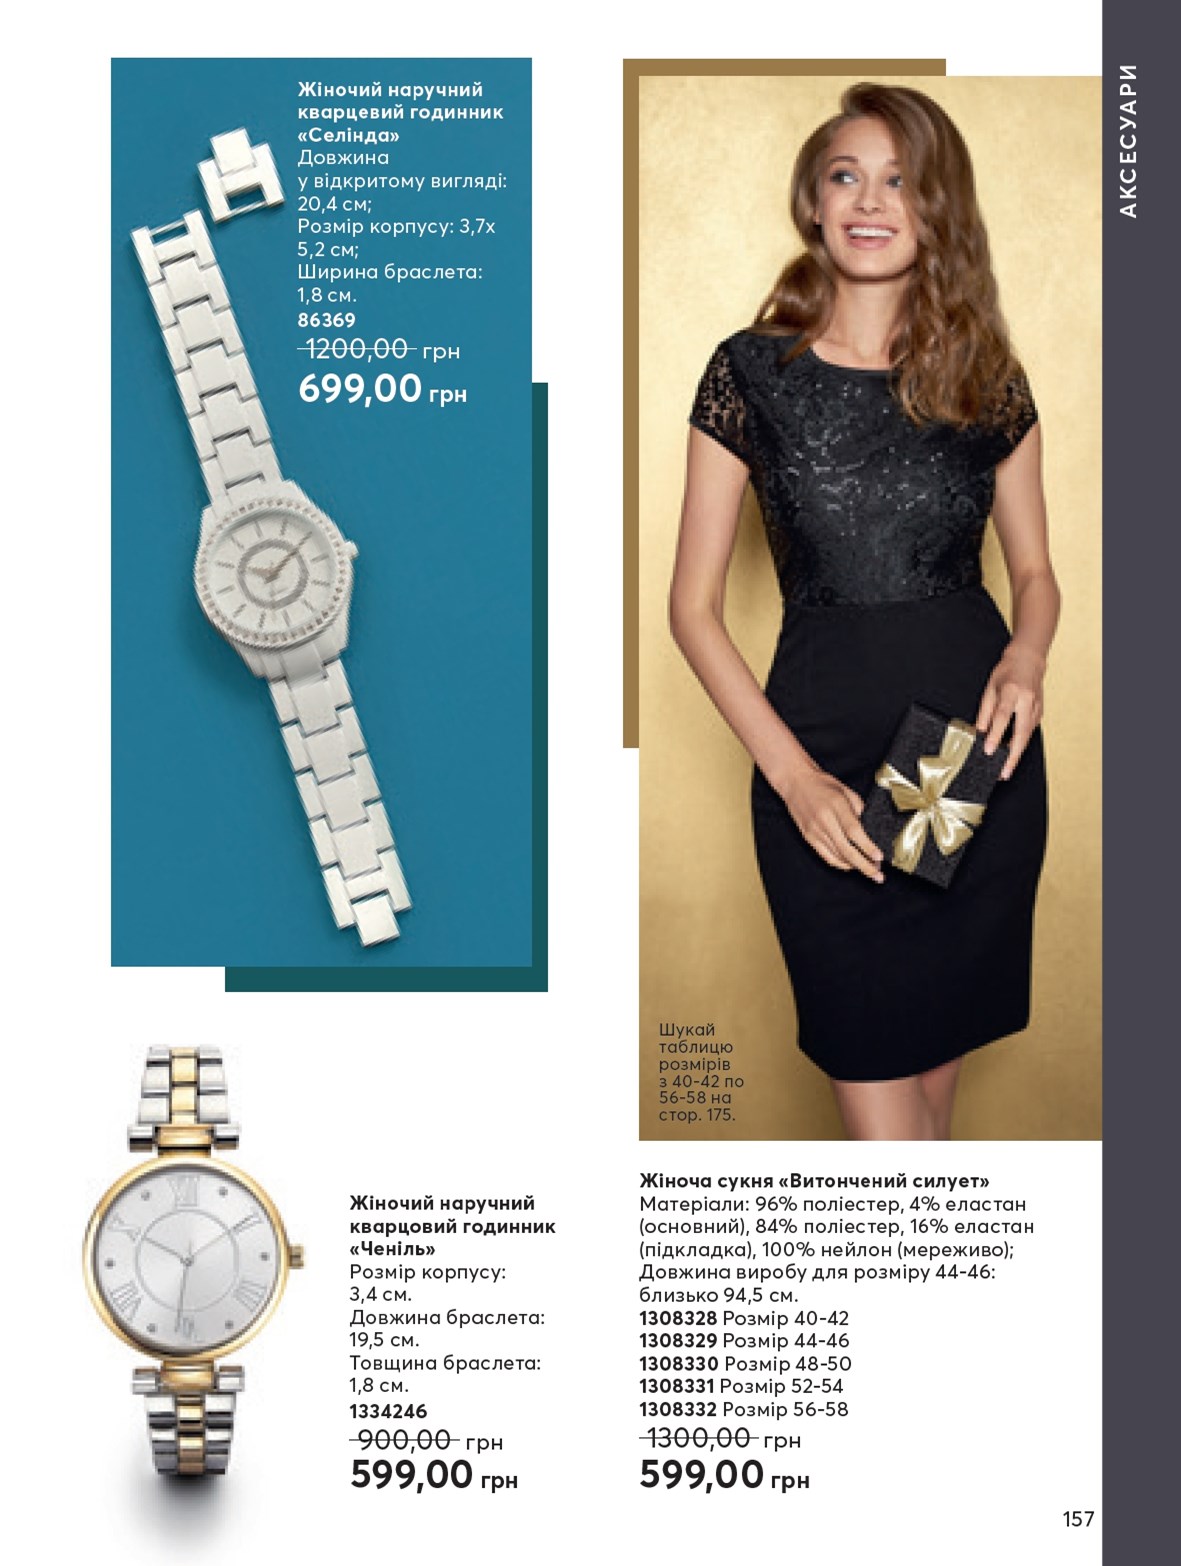 АКСЕСУАРИ
Жіночий наручний
кварцевий годинник
«Селінда»
Довжина
у відкритому вигляді:
20,4 см;
Розмір корпусу: 3,7х
5,2 см;
Ширина браслета:
1,8 см.
86369
1200,00 грн
699,00 грн
Шукай
таблицю
розмірів
з 40-42 по
56-58 на
стор. 175.
Жіночий наручний
кварцовий годинник
«Ченіль»
Розмір корпусу:
3,4 см.
Довжина браслета:
19,5 см.
Товщина браслета:
1,8 см.
1334246
900,00 грн
599,00 грн
Жіноча сукня «Витончений силует»
Матеріали: 96% поліестер, 4% еластан
(основний), 84% поліестер, 16% еластан
(підкладка), 100% нейлон (мереживо);
Довжина виробу для розміру 44-46:
близько 94,5 см.
1308328 Розмір 40-42
1308329 Розмір 44-46
1308330 Розмір 48-50
1308331 Розмір 52-54
1308332 Розмір 56-58
1300,00 грн
599,00 грн
157